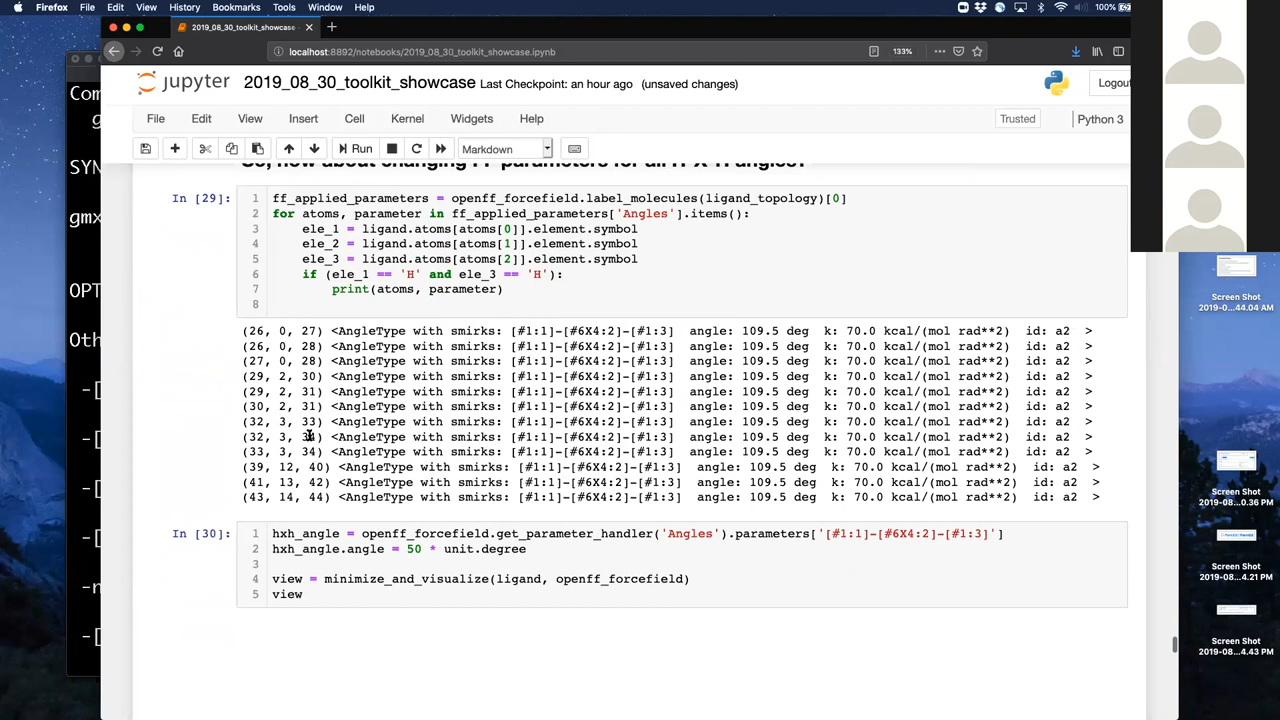 Firefox File Edit View History Bookmarks Tools Window Help 100%
2019_08_30_toolkit_showcase
localhost:8892/notebooks/2019_08_30_toolkit_showcase.ipynb 133%
jupyter 2019_08_30_toolkit_showcase Last Checkpoint: an hour ago (unsaved changes) Logout
File Edit View Insert Cell Kernel Widgets Help Trusted Python 3
Run Markdown
So, how about changing FF parameters for all H-X-H angles?
In [29]:
1 ff_applied_parameters = openff_forcefield.label_molecules(ligand_topology)[0]
2 for atoms, parameter in ff_applied_parameters['Angles'].items():
3 ele_1 = ligand.atoms[atoms[0]].element.symbol
4 ele_2 = ligand.atoms[atoms[1]].element.symbol
5 ele_3 = ligand.atoms[atoms[2]].element.symbol
6 if (ele_1 == 'H' and ele_3 == 'H'):
7 print(atoms, parameter)
8
(26, 0, 27) <AngleType with smirks: [#1:1]-[#6X4:2]-[#1:3] angle: 109.5 deg k: 70.0 kcal/(mol rad**2) id: a2 >
(26, 0, 28) <AngleType with smirks: [#1:1]-[#6X4:2]-[#1:3] angle: 109.5 deg k: 70.0 kcal/(mol rad**2) id: a2 >
(27, 0, 28) <AngleType with smirks: [#1:1]-[#6X4:2]-[#1:3] angle: 109.5 deg k: 70.0 kcal/(mol rad**2) id: a2 >
(29, 2, 30) <AngleType with smirks: [#1:1]-[#6X4:2]-[#1:3] angle: 109.5 deg k: 70.0 kcal/(mol rad**2) id: a2 >
(29, 2, 31) <AngleType with smirks: [#1:1]-[#6X4:2]-[#1:3] angle: 109.5 deg k: 70.0 kcal/(mol rad**2) id: a2 >
(30, 2, 31) <AngleType with smirks: [#1:1]-[#6X4:2]-[#1:3] angle: 109.5 deg k: 70.0 kcal/(mol rad**2) id: a2 >
(32, 3, 33) <AngleType with smirks: [#1:1]-[#6X4:2]-[#1:3] angle: 109.5 deg k: 70.0 kcal/(mol rad**2) id: a2 >
(32, 3, 34) <AngleType with smirks: [#1:1]-[#6X4:2]-[#1:3] angle: 109.5 deg k: 70.0 kcal/(mol rad**2) id: a2 >
(33, 3, 34) <AngleType with smirks: [#1:1]-[#6X4:2]-[#1:3] angle: 109.5 deg k: 70.0 kcal/(mol rad**2) id: a2 >
(39, 12, 40) <AngleType with smirks: [#1:1]-[#6X4:2]-[#1:3] angle: 109.5 deg k: 70.0 kcal/(mol rad**2) id: a2 >
(41, 13, 42) <AngleType with smirks: [#1:1]-[#6X4:2]-[#1:3] angle: 109.5 deg k: 70.0 kcal/(mol rad**2) id: a2 >
(43, 14, 44) <AngleType with smirks: [#1:1]-[#6X4:2]-[#1:3] angle: 109.5 deg k: 70.0 kcal/(mol rad**2) id: a2 >
In [30]:
1 hxh_angle = openff_forcefield.get_parameter_handler('Angles').parameters['[#1:1]-[#6X4:2]-[#1:3]']
2 hxh_angle.angle = 50 * unit.degree
3
4 view = minimize_and_visualize(ligand, openff_forcefield)
5 view
Com
g
SYN
gmx
OPT
Oth
-[
-[
-[
-[
-n
-[
Screen Shot
2019-0...44.04 AM
Screen Shot
2019-08...0.36 PM
Screen Shot
2019-08...4.21 PM
Screen Shot
2019-08...4.43 PM